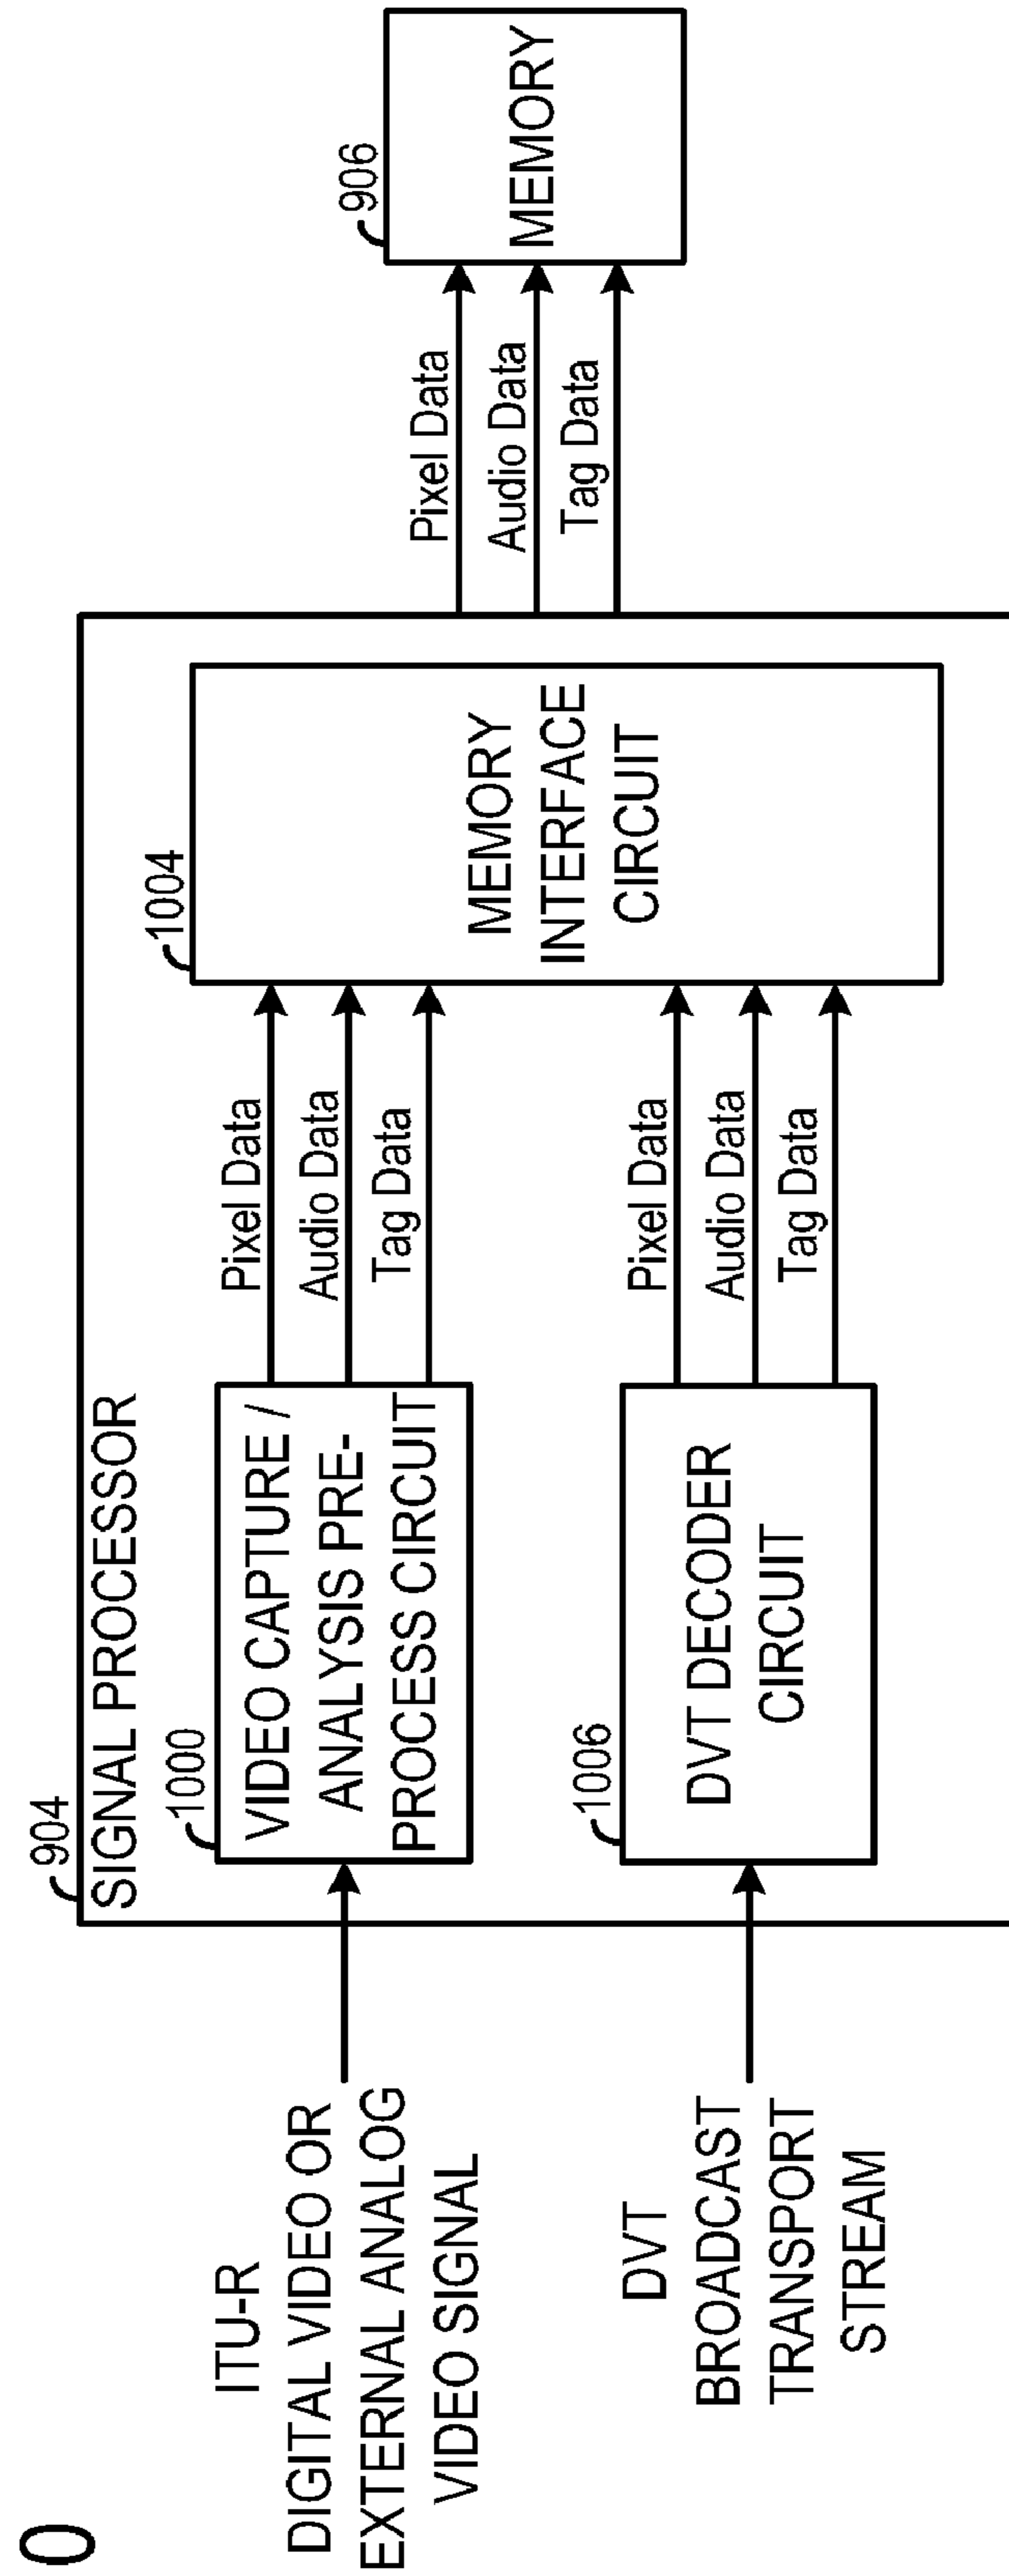 0
904
SIGNAL PROCESSOR
ITU-R
DIGITAL VIDEO OR
EXTERNAL ANALOG
VIDEO SIGNAL
1000
VIDEO CAPTURE /
ANALYSIS PRE-
PROCESS CIRCUIT
Pixel Data
Audio Data
Tag Data
DVT
BROADCAST
TRANSPORT
STREAM
1006
DVT DECODER
CIRCUIT
Pixel Data
Audio Data
Tag Data
1004
MEMORY
INTERFACE
CIRCUIT
Pixel Data
Audio Data
Tag Data
906
MEMORY